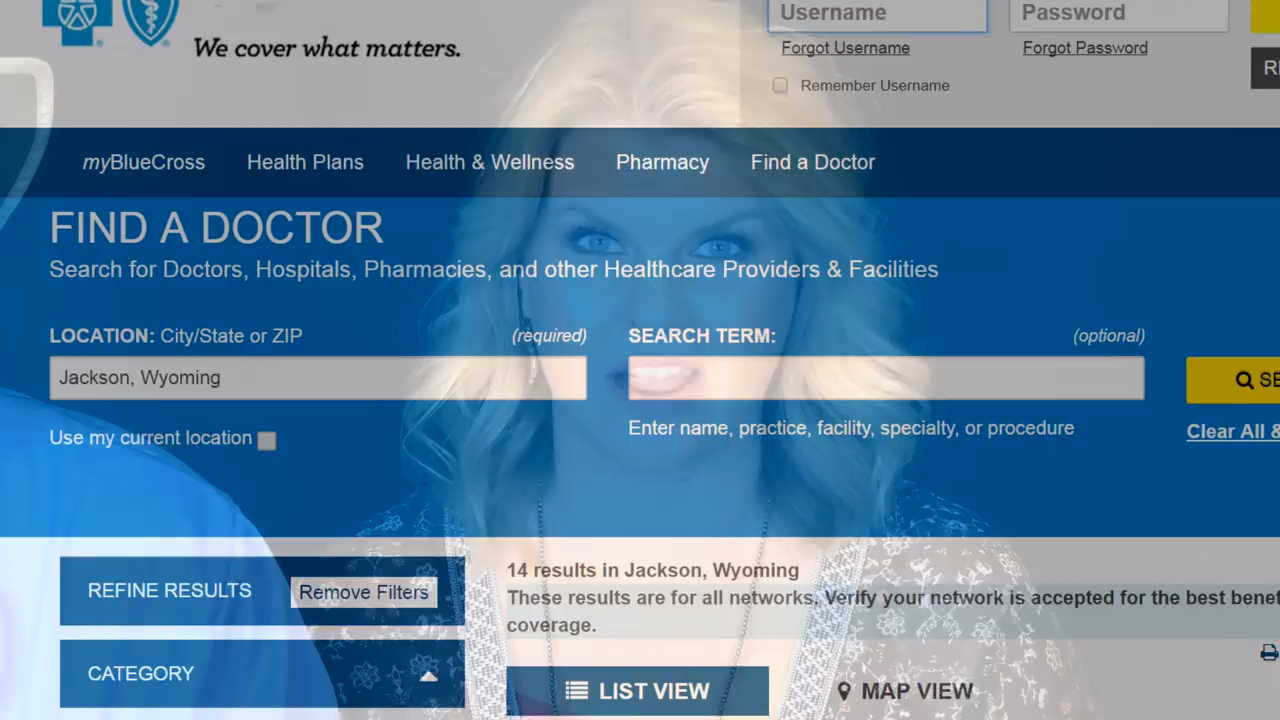 Username
Password
We cover what matters.
Forgot Username
Forgot Password
Remember Username
myBlueCross
Health Plans
Health & Wellness
Pharmacy
Find a Doctor
FIND A DOCTOR
Search for Doctors, Hospitals, Pharmacies, and other Healthcare Providers & Facilities
LOCATION: City/State or ZIP
(required)
SEARCH TERM:
(optional)
Jackson, Wyoming
SE
Use my current location
Enter name, practice, facility, specialty, or procedure
Clear All &
REFINE RESULTS
Remove Filters
14 results in Jackson, Wyoming
These results are for all networks. Verify your network is accepted for the best benef
coverage.
CATEGORY
LIST VIEW
MAP VIEW